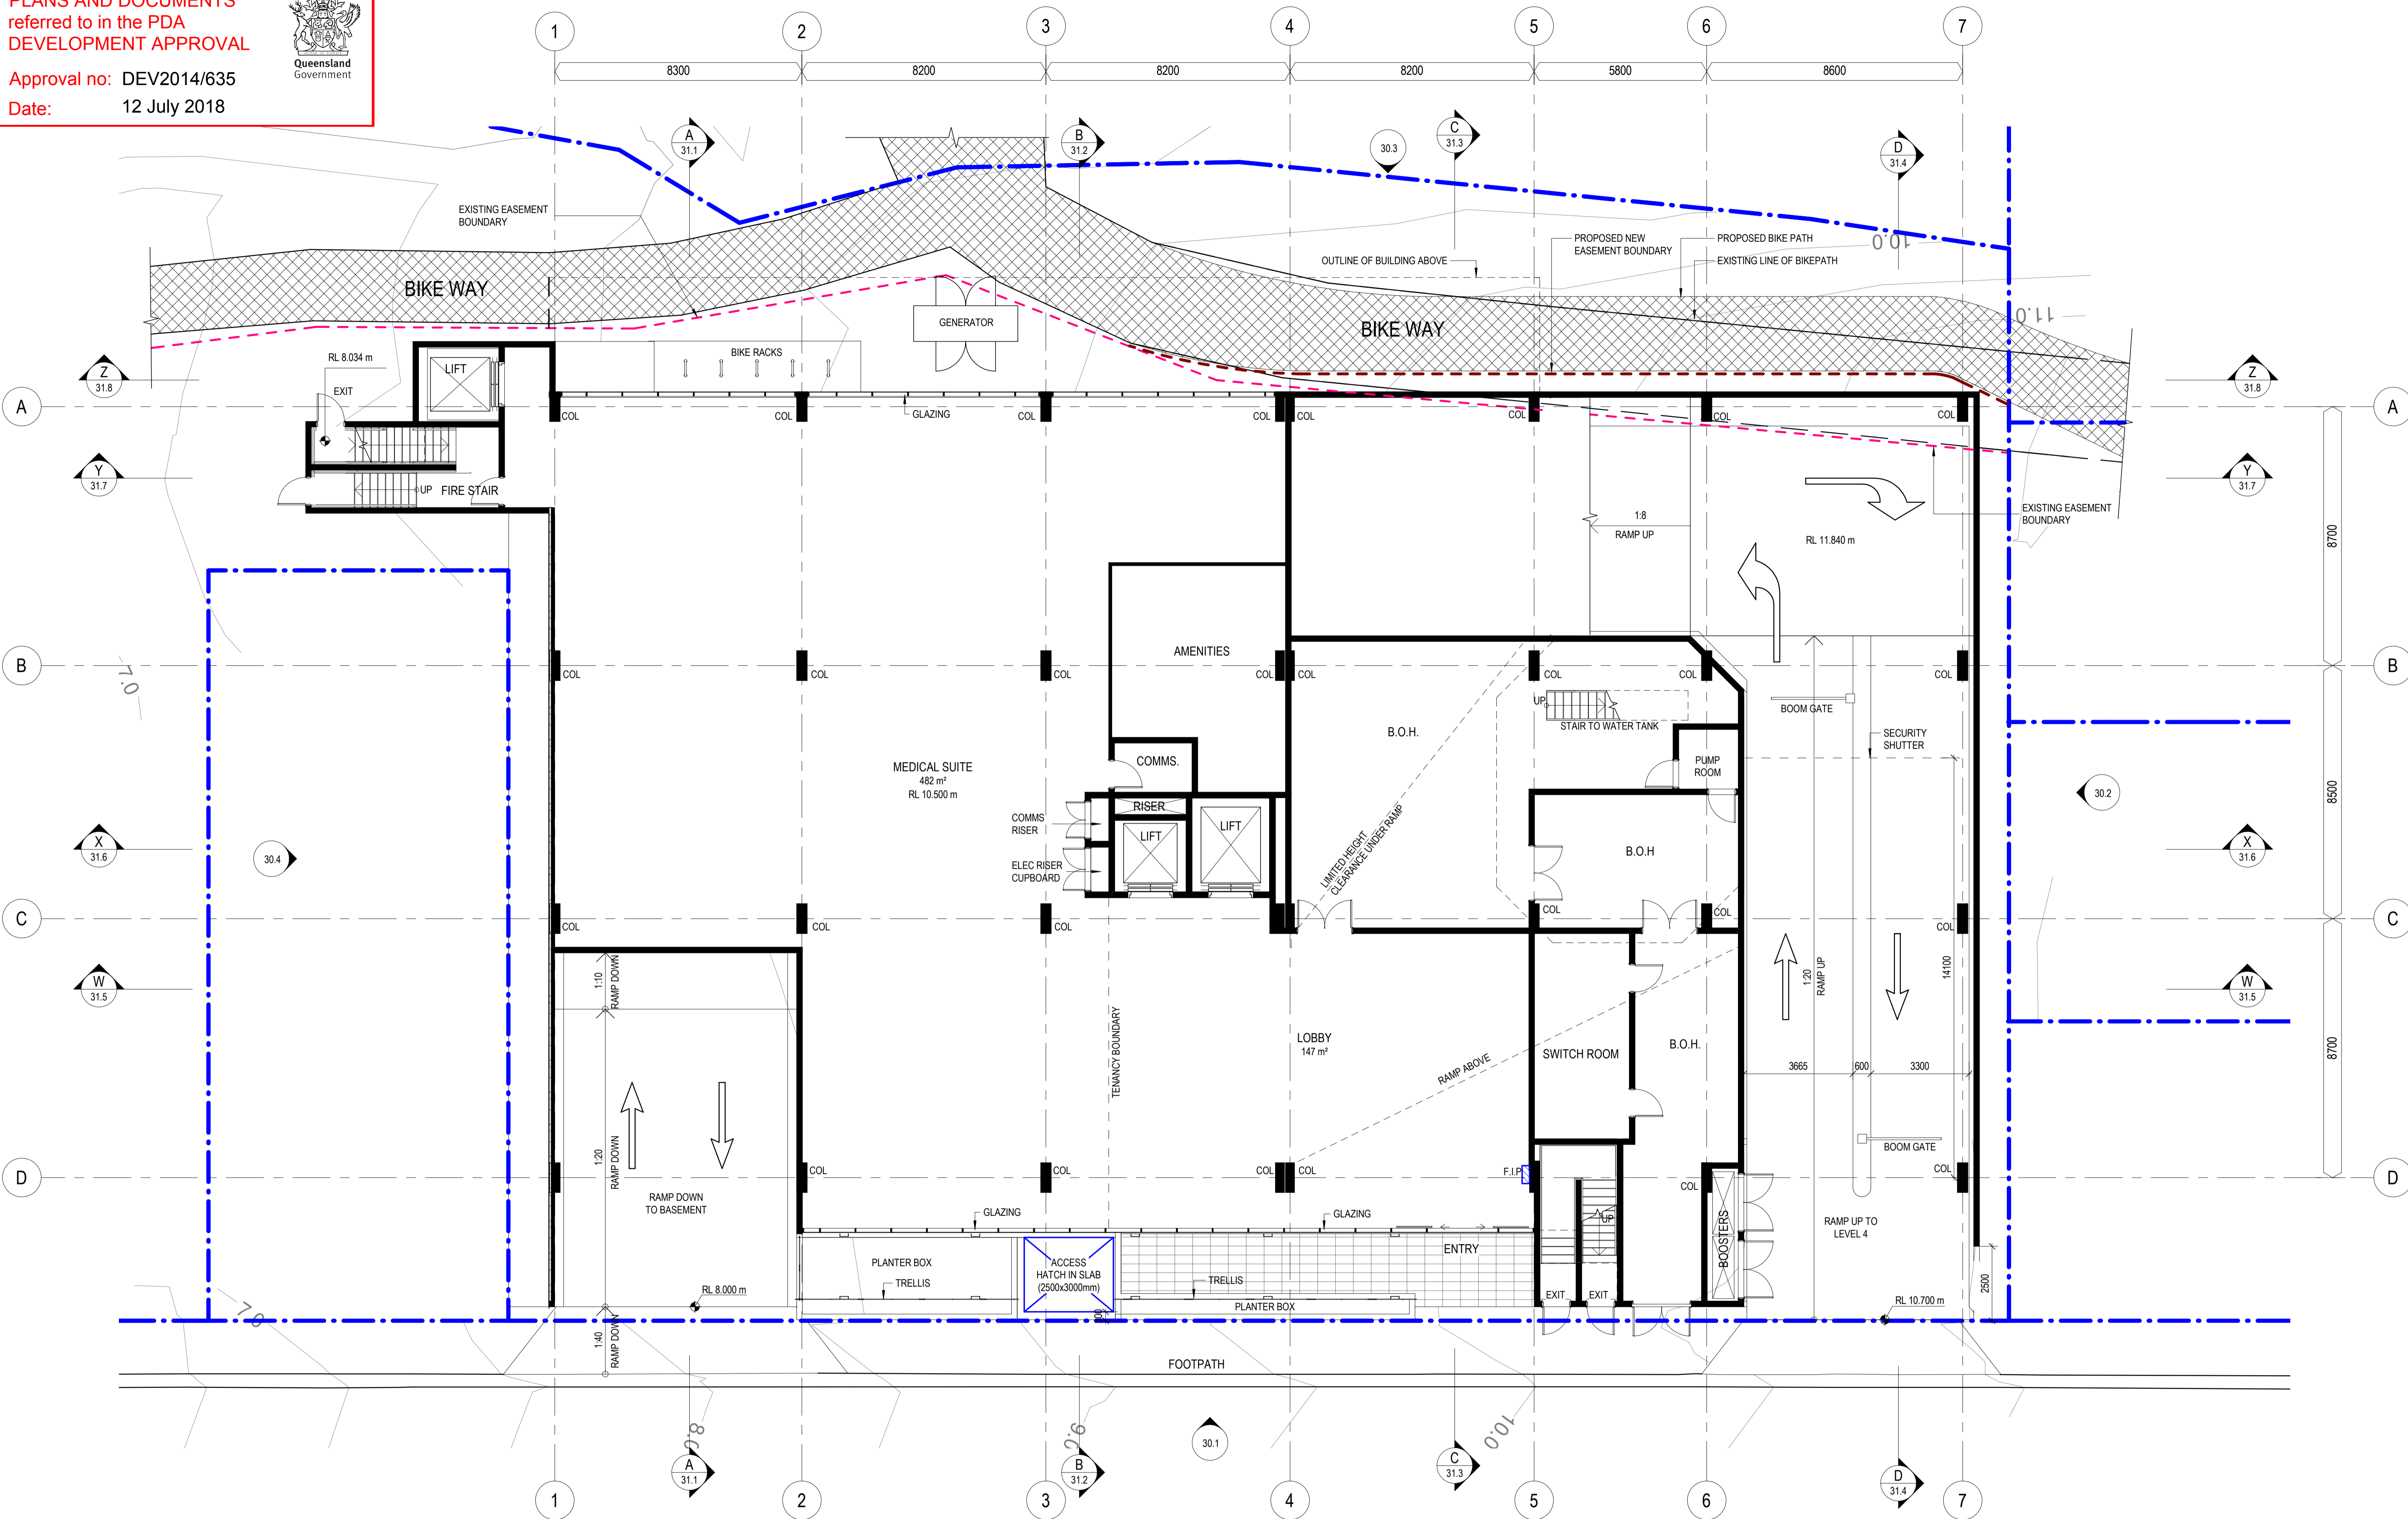 PLANS AND DOCUMENTS
referred to in the PDA
DEVELOPMENT APPROVAL
Queensland
Government
Approval no: DEV2014/635
Date: 12 July 2018
1
2
3
4
5
6
7
8300
8200
8200
8200
5800
8600
A
31.1
B
31.2
C
31.3
D
31.4
30.3
EXISTING EASEMENT
BOUNDARY
PROPOSED NEW
EASEMENT BOUNDARY
PROPOSED BIKE PATH
EXISTING LINE OF BIKEPATH
OUTLINE OF BUILDING ABOVE
10.0
11.0
BIKE WAY
BIKE WAY
GENERATOR
BIKE RACKS
RL 8.034 m
EXIT
LIFT
Z
31.8
Z
31.8
A
A
COL
COL
COL
COL
COL
COL
COL
COL
GLAZING
Y
31.7
Y
31.7
UP
FIRE STAIR
1:8
RAMP UP
RL 11.840 m
EXISTING EASEMENT
BOUNDARY
8700
AMENITIES
B
B
7.0
COL
COL
COL
COL
COL
COL
COL
COL
UP
STAIR TO WATER TANK
BOOM GATE
B.O.H.
SECURITY
SHUTTER
MEDICAL SUITE
482 m²
RL 10.500 m
COMMS.
PUMP
ROOM
30.2
8500
RISER
COMMS
RISER
LIFT
LIFT
ELEC RISER
CUPBOARD
LIMITED HEIGHT
CLEARANCE UNDER RAMP
B.O.H
X
31.6
30.4
X
31.6
C
C
COL
COL
COL
COL
COL
COL
1:10
RAMP DOWN
W
31.5
W
31.5
1:20
RAMP UP
14100
TENANCY BOUNDARY
LOBBY
147 m²
RAMP ABOVE
SWITCH ROOM
B.O.H.
3665
600
3300
8700
1:20
RAMP DOWN
BOOM GATE
D
D
COL
COL
COL
COL
F.I.P
COL
COL
RAMP DOWN
TO BASEMENT
GLAZING
GLAZING
UP
BOOSTERS
RAMP UP TO
LEVEL 4
ENTRY
PLANTER BOX
ACCESS
HATCH IN SLAB
(2500x3000mm)
TRELLIS
TRELLIS
PLANTER BOX
RL 8.000 m
EXIT
EXIT
RL 10.700 m
2500
7.0
1:40
RAMP DOWN
FOOTPATH
8.0
9.0
10.0
30.1
A
31.1
B
31.2
C
31.3
D
31.4
1
2
3
4
5
6
7